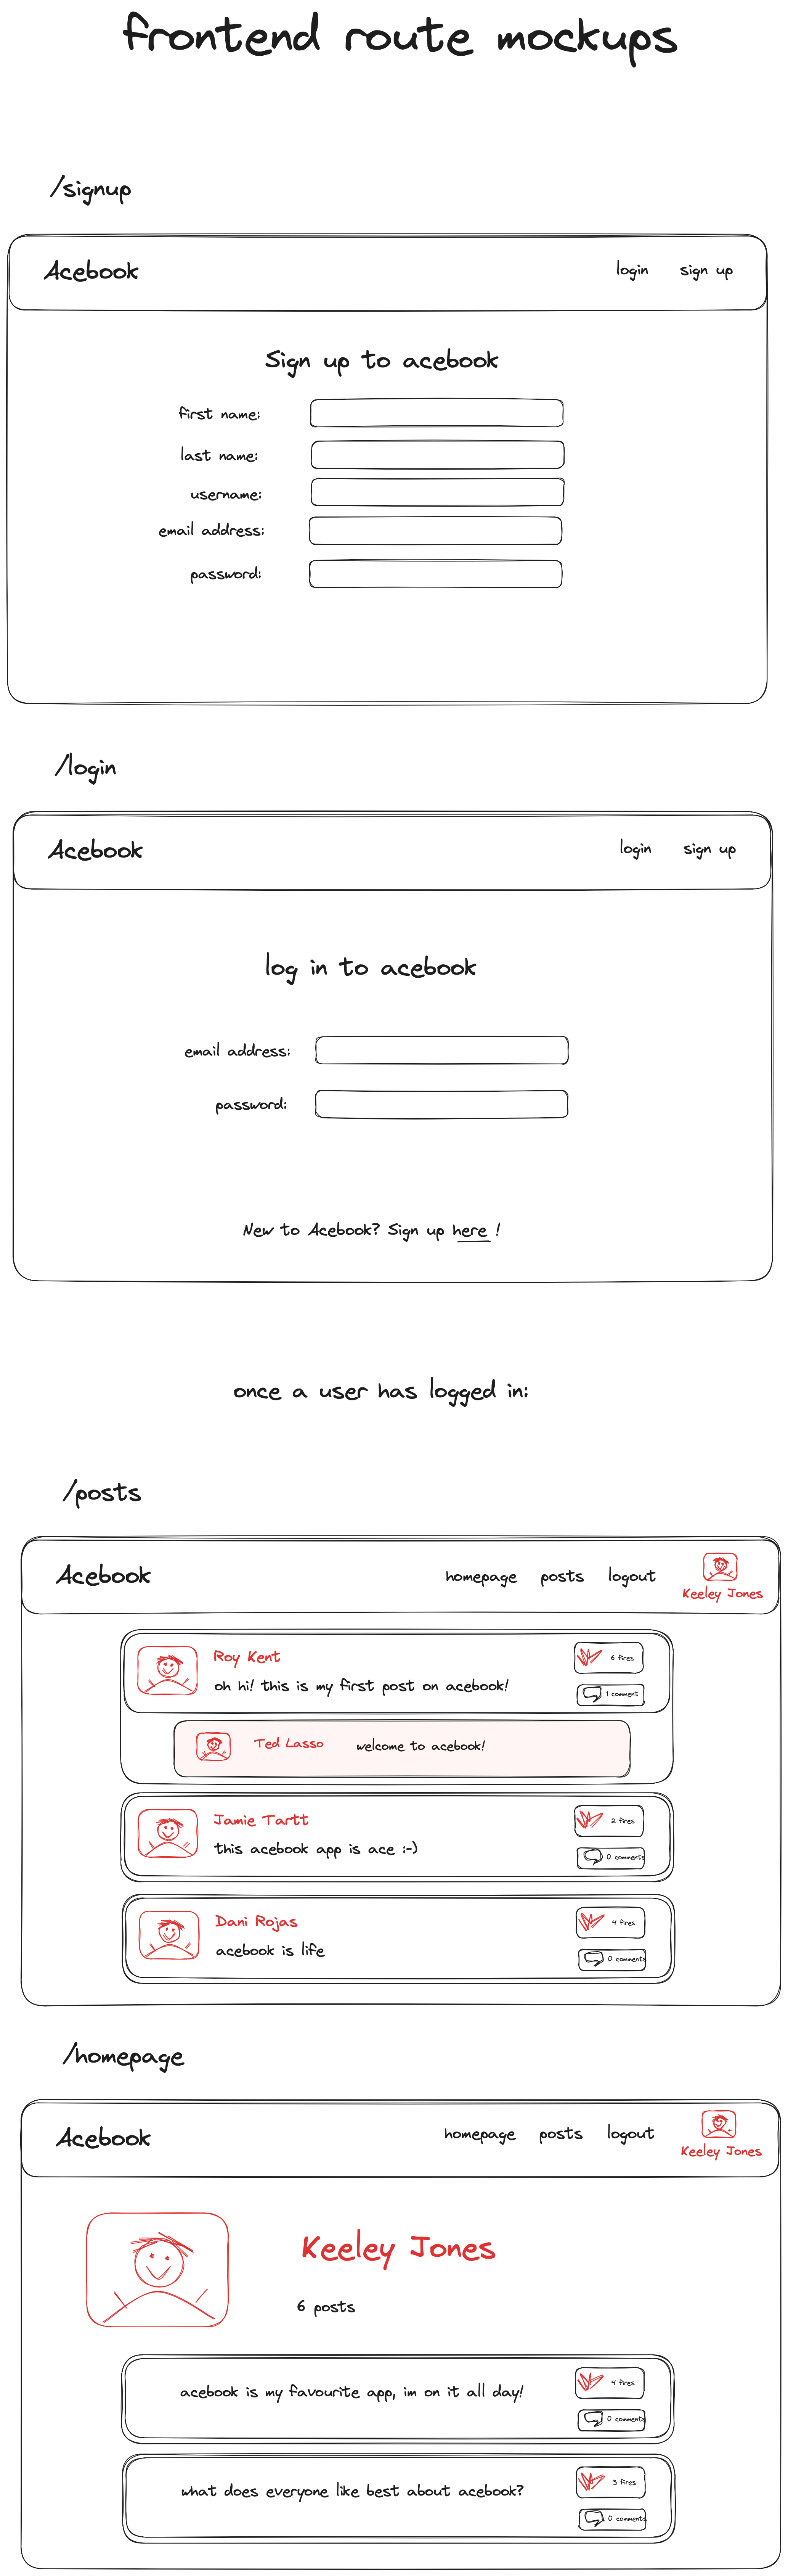 frontend route mockups
/signup
Acebook login sign up
Sign up to acebook
first name:
last name:
username:
email address:
password:
/login
Acebook login sign up
log in to acebook
email address:
password:
New to Acebook? Sign up here !
once a user has logged in:
/posts
Acebook homepage posts logout
Keeley Jones
Roy Kent
6 fires
oh hi! this is my first post on acebook!
1 comment
Ted Lasso welcome to acebook!
Jamie Tartt
2 fires
this acebook app is ace :-)
0 comments
Dani Rojas
4 fires
acebook is life
0 comments
/homepage
Acebook homepage posts logout
Keeley Jones
Keeley Jones
6 posts
4 fires
acebook is my favourite app, im on it all day!
0 comments
3 fires
what does everyone like best about acebook?
0 comments